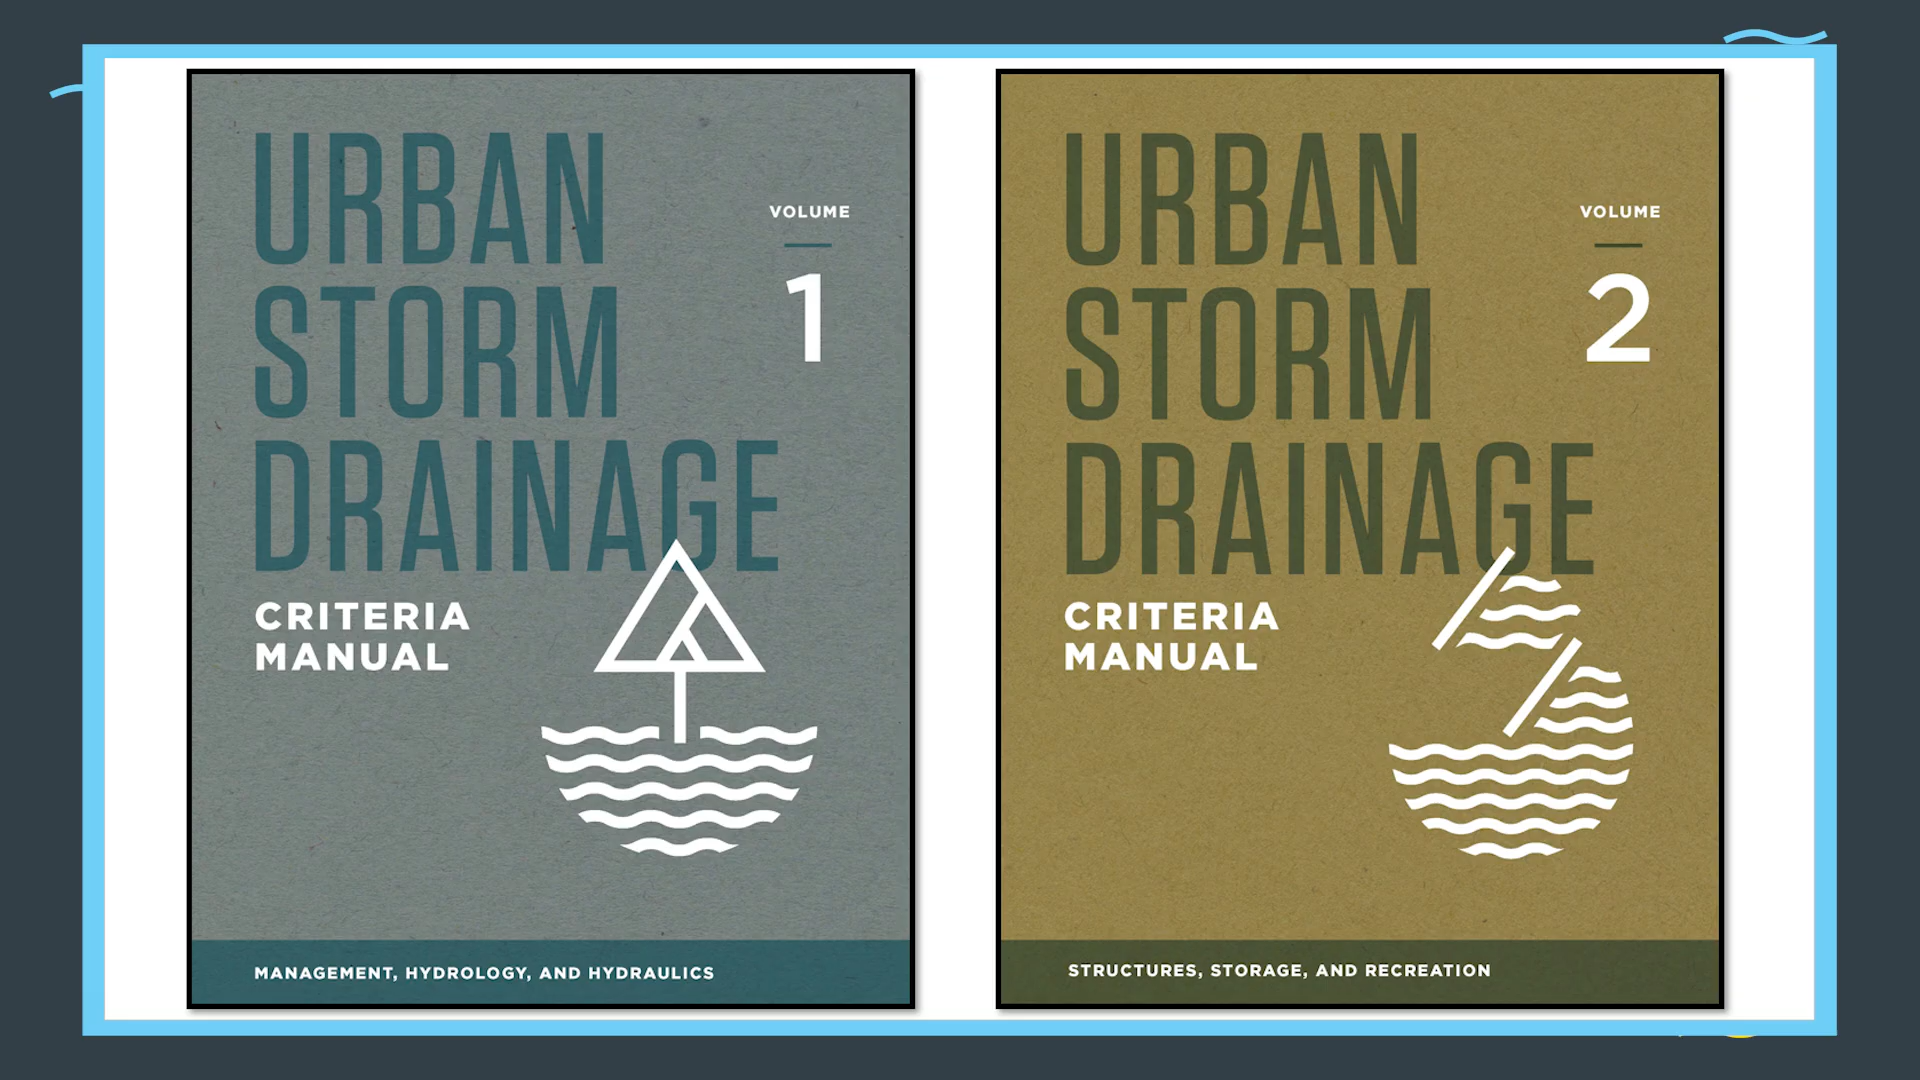 URBAN
STORM
DRAINAGE
CRITERIA
MANUAL
VOLUME
1
MANAGEMENT, HYDROLOGY, AND HYDRAULICS
URBAN
STORM
DRAINAGE
CRITERIA
MANUAL
VOLUME
2
STRUCTURES, STORAGE, AND RECREATION